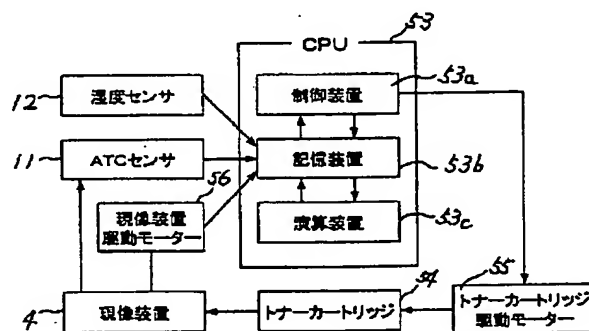 53
CPU
53a
12
湿度センサ
制御装置
11
ATCセンサ
記憶装置
53b
56
現像装置
駆動モーター
演算装置
53c
4
現像装置
54
トナーカートリッジ
55
トナーカートリッジ
駆動モーター